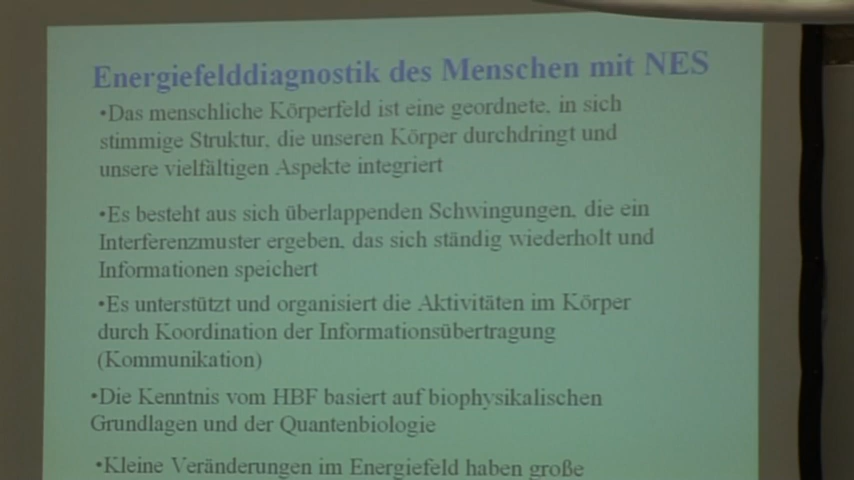 Energiefelddiagnostik des Menschen mit NES
•Das menschliche Körperfeld ist eine geordnete, in sich
stimmige Struktur, die unseren Körper durchdringt und
unsere vielfältigen Aspekte integriert
•Es besteht aus sich überlappenden Schwingungen, die ein
Interferenzmuster ergeben, das sich ständig wiederholt und
Informationen speichert
•Es unterstützt und organisiert die Aktivitäten im Körper
durch Koordination der Informationsübertragung
(Kommunikation)
•Die Kenntnis vom HBF basiert auf biophysikalischen
Grundlagen und der Quantenbiologie
•Kleine Veränderungen im Energiefeld haben große